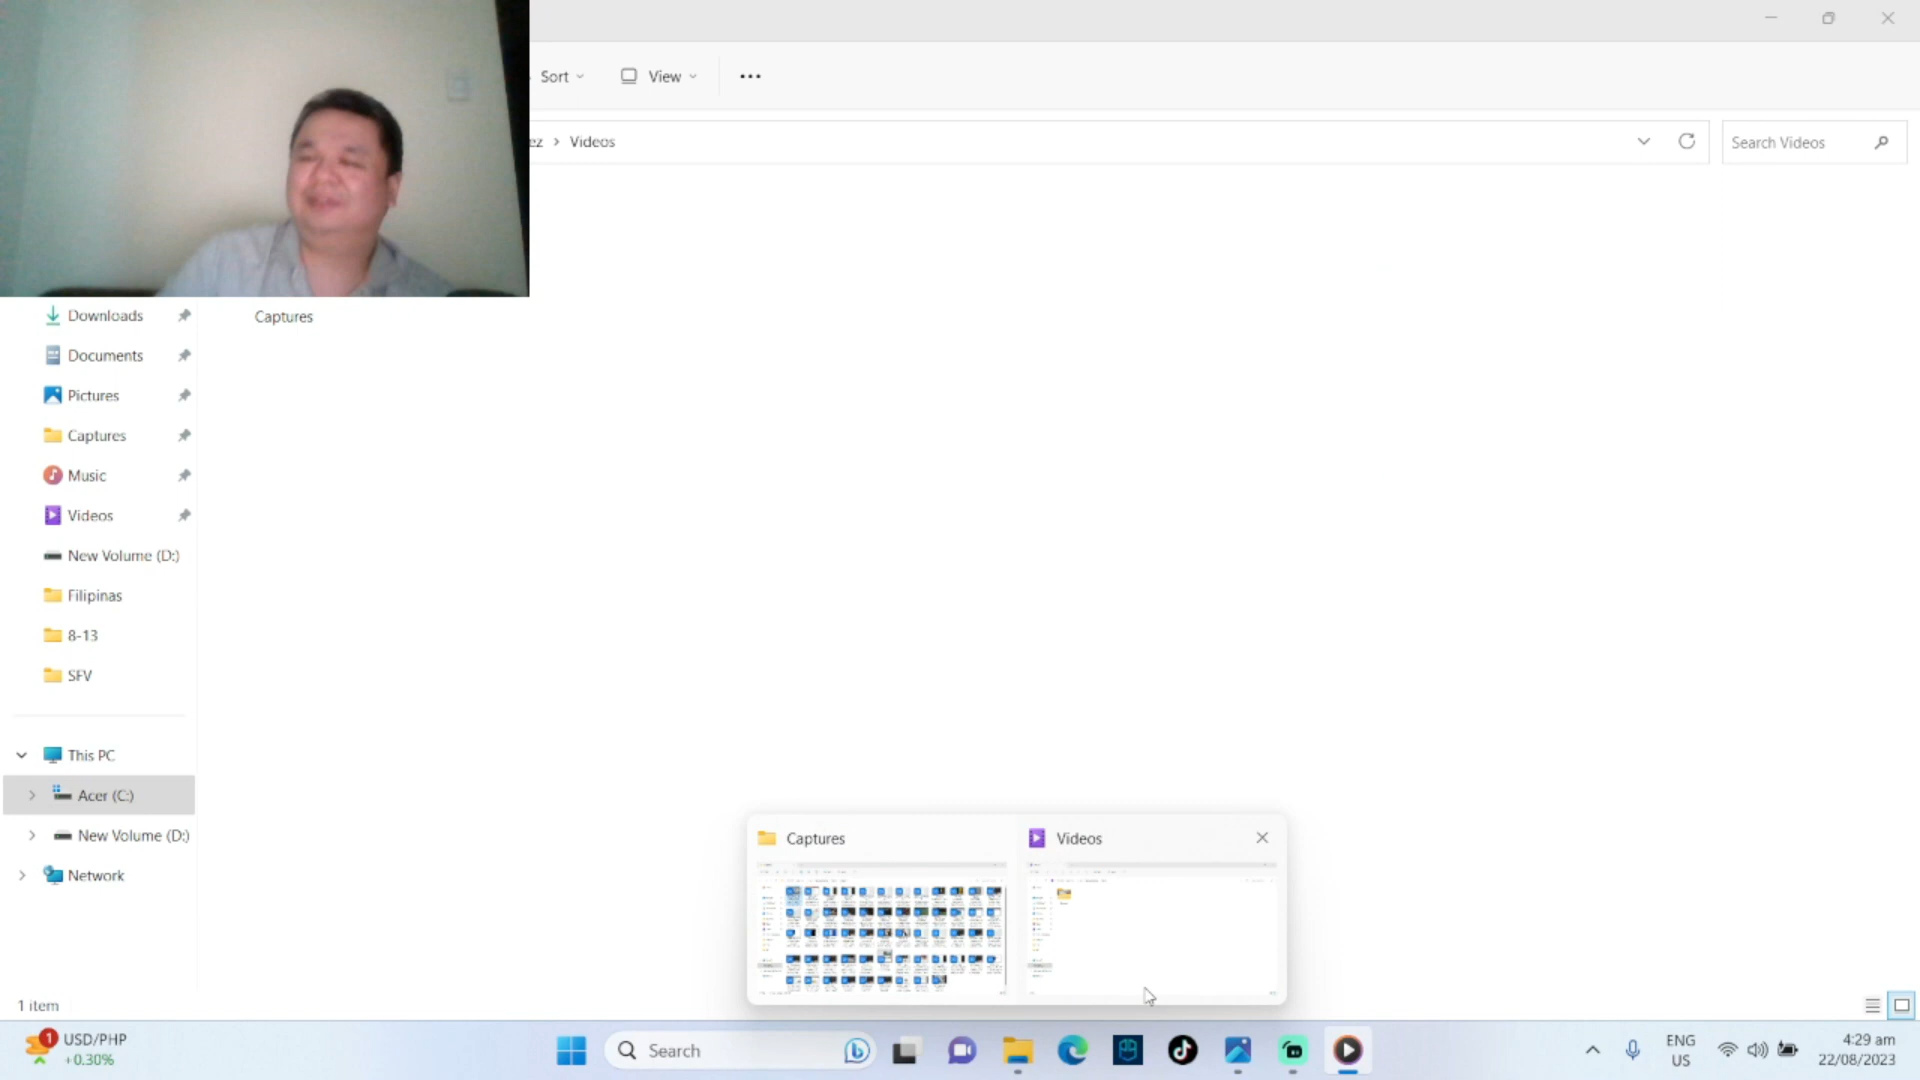 Sort
View
ez > Videos
Search Videos
Downloads
Captures
Documents
Pictures
Captures
Music
Videos
New Volume (D:)
Filipinas
8-13
SFV
This PC
Acer (C:)
New Volume (D:)
Network
Captures
Videos
1 item
1
USD/PHP
+0.30%
Search
ENG
US
4:29 am
22/08/2023